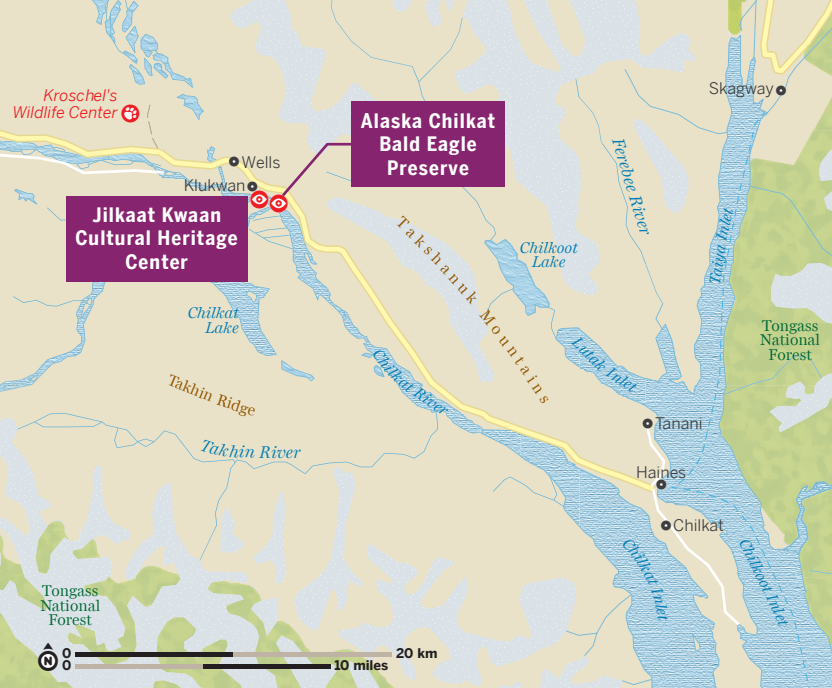 Skagway
Kroschel's
Wildlife Center
Alaska Chilkat
Bald Eagle
Preserve
Wells
Klukwan
Ferebee River
Jilkaat Kwaan
Cultural Heritage
Center
Takshanuk Mountains
Chilkoot
Lake
Taiya Inlet
Chilkat
Lake
Tongass
National
Forest
Lutak Inlet
Chilkat River
Takhin Ridge
Tanani
Takhin River
Haines
Chilkat
Chilkat Inlet
Chilkoot Inlet
Tongass
National
Forest
N
0 20 km
0 10 miles